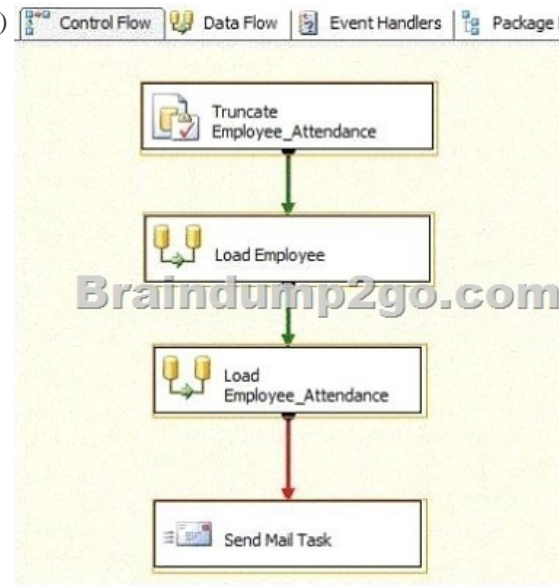 )
Control Flow Data Flow Event Handlers Package
Truncate
Employee_Attendance
Load Employee
Braindump2go.com
Load
Employee_Attendance
Send Mail Task